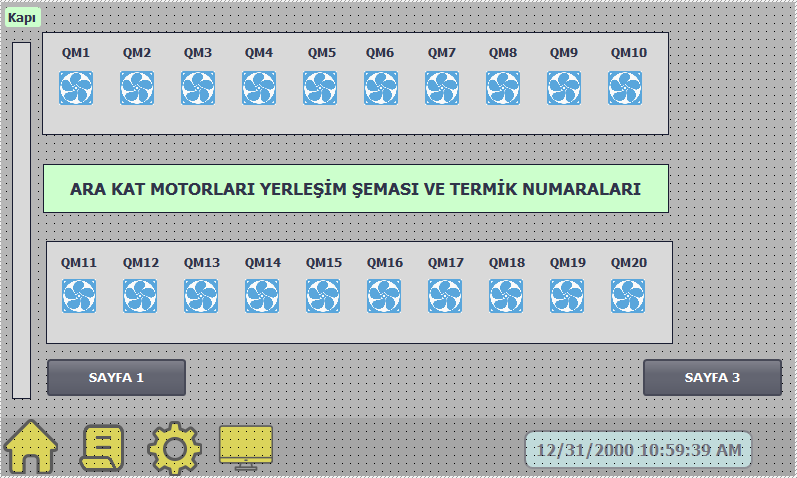 Kapı
QM1 QM2 QM3 QM4 QM5 QM6 QM7 QM8 QM9 QM10
ARA KAT MOTORLARI YERLEŞİM ŞEMASI VE TERMİK NUMARALARI
QM11 QM12 QM13 QM14 QM15 QM16 QM17 QM18 QM19 QM20
SAYFA 1 SAYFA 3
12/31/2000 10:59:39 AM